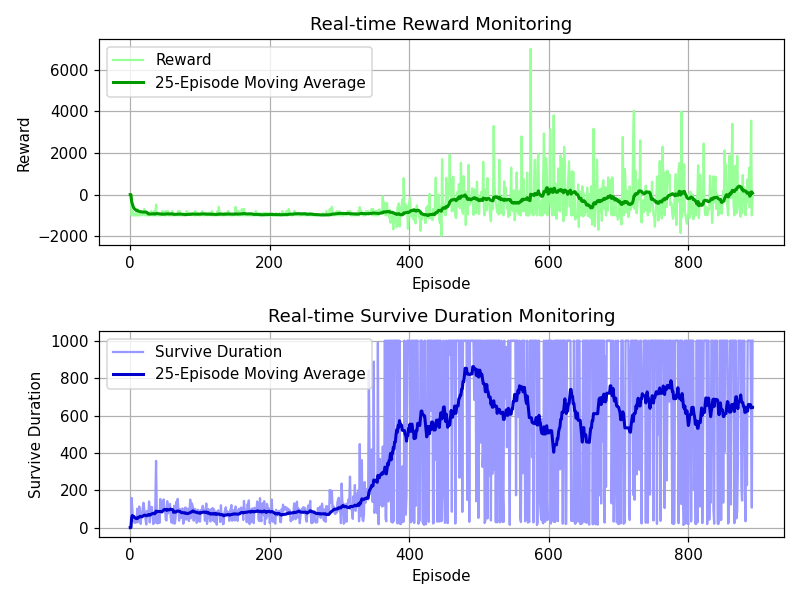 Real-time Reward Monitoring
Reward
25-Episode Moving Average
6000
4000
2000
0
−2000
Reward
0
200
400
600
800
Episode
Real-time Survive Duration Monitoring
Survive Duration
25-Episode Moving Average
1000
800
600
400
200
0
Survive Duration
0
200
400
600
800
Episode